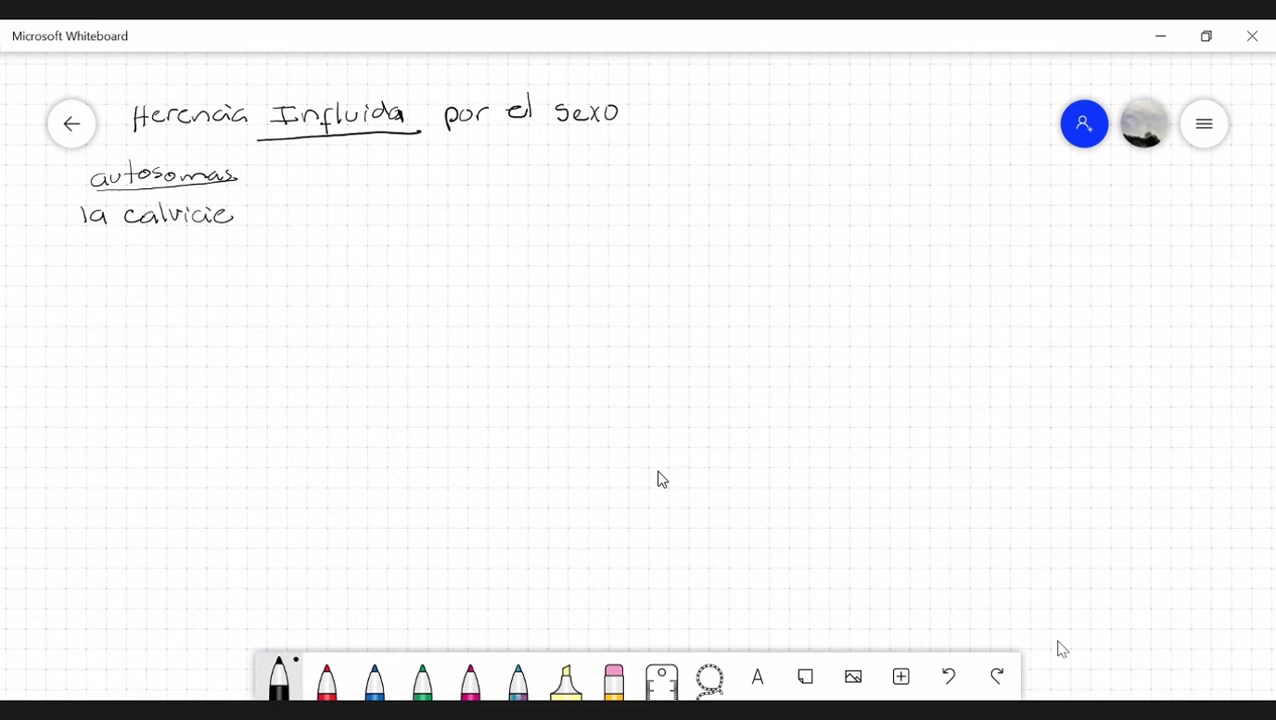 Microsoft Whiteboard
Herencia Influida por el sexo
autosomas
la calvicie